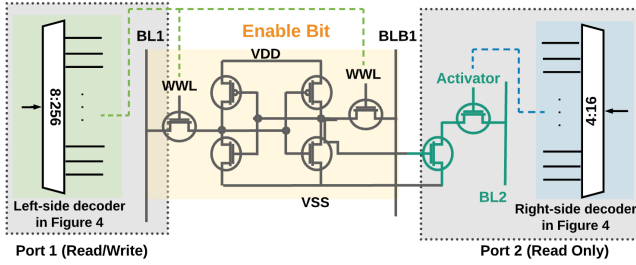 Enable Bit
BL1
BLB1
VDD
WWL
WWL
Activator
8:256
4:16
BL2
VSS
Left-side decoder
in Figure 4
Right-side decoder
in Figure 4
Port 1 (Read/Write)
Port 2 (Read Only)